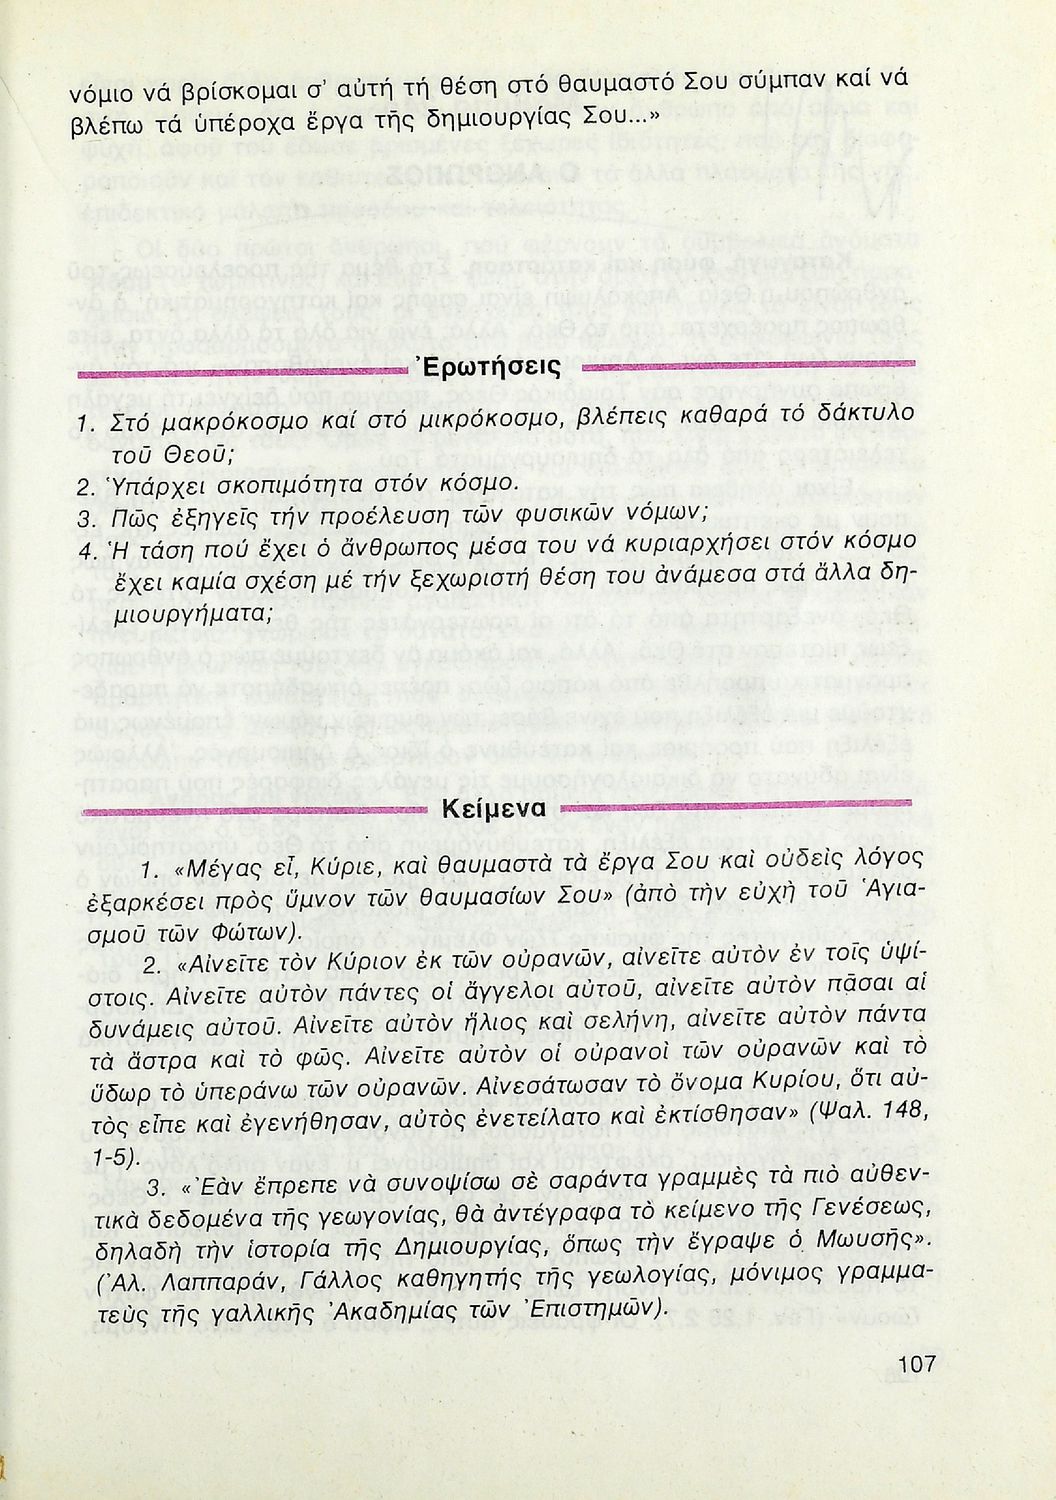 νόμιο νά βρίσκομαι σ' αὐτή τή θέση στό θαυμαστό Σου σύμπαν καί νά
βλέπω τά ὑπέροχα ἔργα τῆς δημιουργίας Σου...»
Ἐρωτήσεις
1. Στό μακρόκοσμο καί στό μικρόκοσμο, βλέπεις καθαρά τό δάκτυλο
τοῦ Θεοῦ;
2. Ὑπάρχει σκοπιμότητα στόν κόσμο.
3. Πῶς ἐξηγεῖς τήν προέλευση τῶν φυσικῶν νόμων;
4. Ἡ τάση πού ἔχει ὁ ἄνθρωπος μέσα του νά κυριαρχήσει στόν κόσμο
ἔχει καμία σχέση μέ τήν ξεχωριστή θέση του ἀνάμεσα στά ἄλλα δη-
μιουργήματα;
Κείμενα
1. «Μέγας εἶ, Κύριε, καὶ θαυμαστὰ τὰ ἔργα Σου καὶ οὐδεὶς λόγος
ἐξαρκέσει πρὸς ὕμνον τῶν θαυμασίων Σου» (ἀπὸ τὴν εὐχὴ τοῦ Ἁγια-
σμοῦ τῶν Φώτων).
2. «Αἰνεῖτε τὸν Κύριον ἐκ τῶν οὐρανῶν, αἰνεῖτε αὐτὸν ἐν τοῖς ὑψί-
στοις. Αἰνεῖτε αὐτὸν πάντες οἱ ἄγγελοι αὐτοῦ, αἰνεῖτε αὐτὸν πᾶσαι αἱ
δυνάμεις αὐτοῦ. Αἰνεῖτε αὐτὸν ἥλιος καὶ σελήνη, αἰνεῖτε αὐτὸν πάντα
τὰ ἄστρα καὶ τὸ φῶς. Αἰνεῖτε αὐτὸν οἱ οὐρανοὶ τῶν οὐρανῶν καὶ τὸ
ὕδωρ τὸ ὑπεράνω τῶν οὐρανῶν. Αἰνεσάτωσαν τὸ ὄνομα Κυρίου, ὅτι αὐ-
τὸς εἶπε καὶ ἐγενήθησαν, αὐτὸς ἐνετείλατο καὶ ἐκτίσθησαν» (Ψαλ. 148,
1-5).
3. «Ἐὰν ἔπρεπε νὰ συνοψίσω σὲ σαράντα γραμμὲς τὰ πιὸ αὐθεν-
τικὰ δεδομένα τῆς γεωγονίας, θὰ ἀντέγραφα τὸ κείμενο τῆς Γενέσεως,
δηλαδὴ τὴν ἱστορία τῆς Δημιουργίας, ὅπως τὴν ἔγραψε ὁ Μωυσῆς».
(Ἀλ. Λαππαράν, Γάλλος καθηγητής τῆς γεωλογίας, μόνιμος γραμμα-
τεὺς τῆς γαλλικῆς Ἀκαδημίας τῶν Ἐπιστημῶν).
107